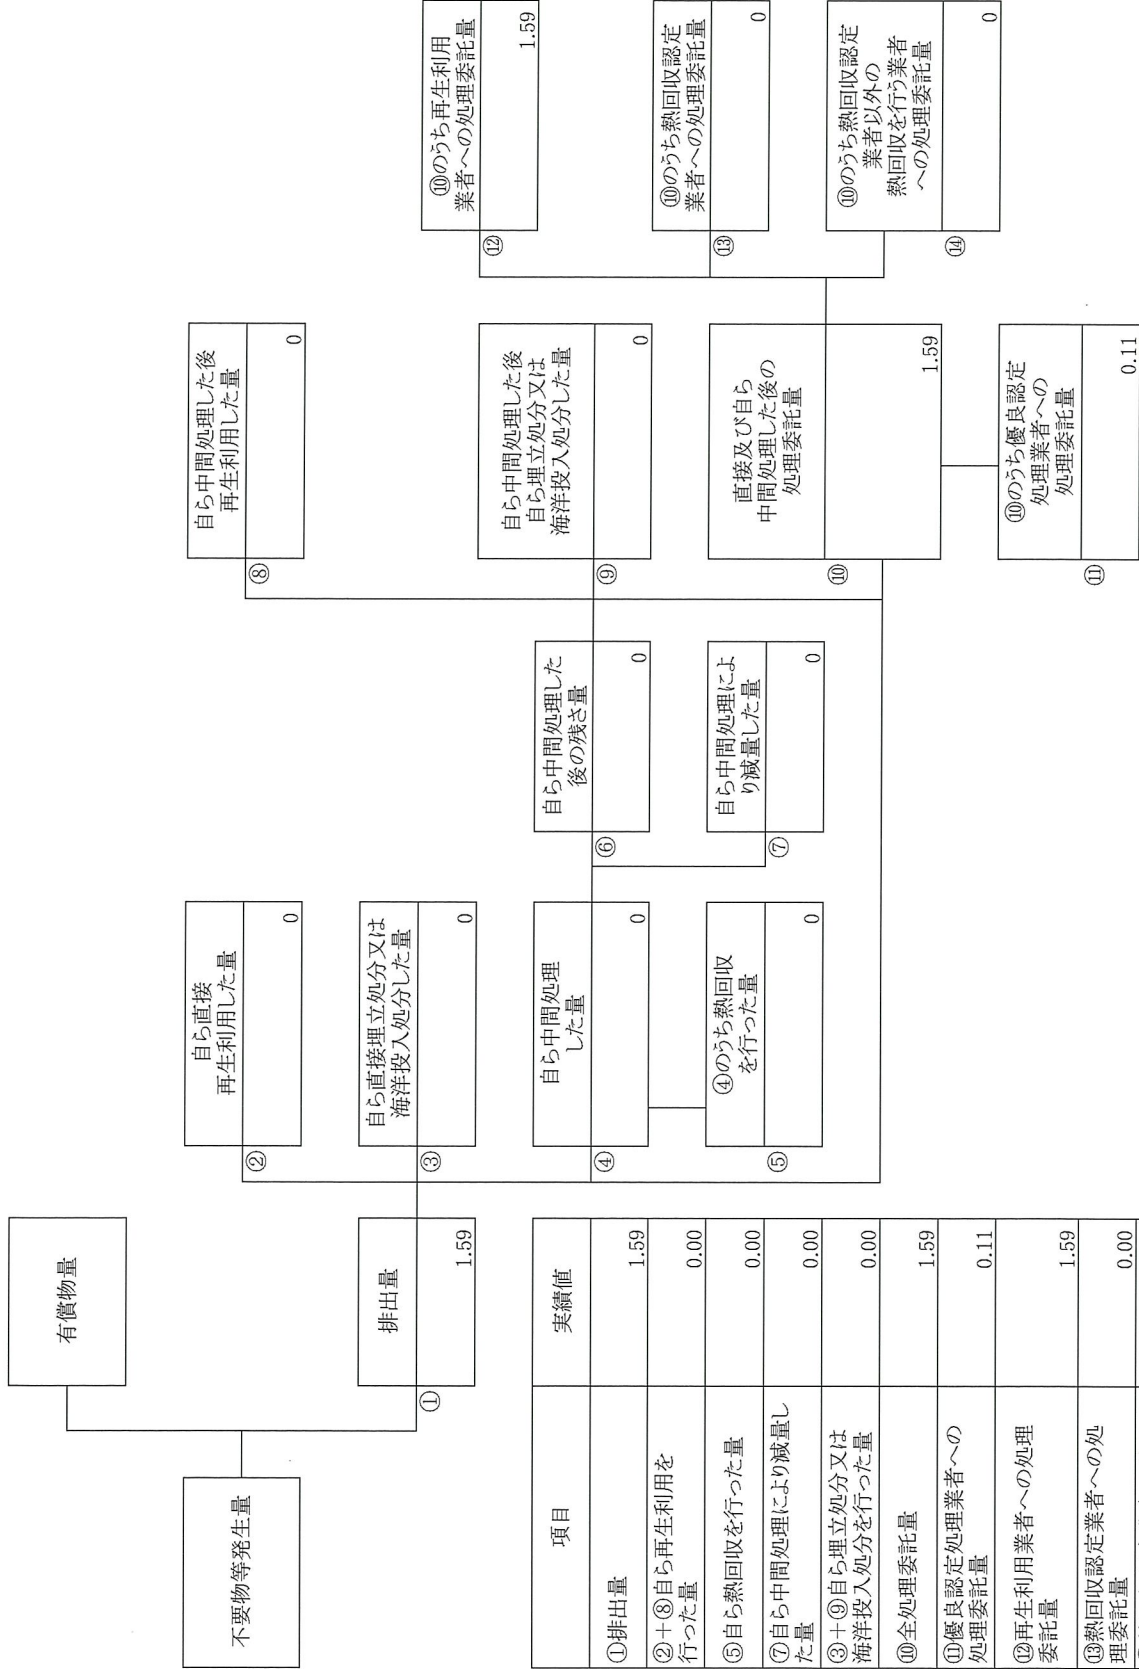 有償物量
不要物等発生量
排出量
①
1.59
自ら直接
再生利用した量
②
0
自ら直接埋立処分又は
海洋投入処分した量
③
0
自ら中間処理
した量
④
0
④のうち熱回収
を行った量
⑤
0
自ら中間処理した
後の残さ量
⑥
0
自ら中間処理によ
り減量した量
⑦
0
自ら中間処理した後
再生利用した量
⑧
0
自ら中間処理した後
自ら埋立処分又は
海洋投入処分した量
⑨
0
直接及び自ら
中間処理した後の
処理委託量
⑩
1.59
⑩のうち優良認定
処理業者への
処理委託量
⑪
0.11
⑩のうち再生利用
業者への処理委託量
⑫
1.59
⑩のうち熱回収認定
業者への処理委託量
⑬
0
⑩のうち熱回収認定
業者以外の
熱回収を行う業者
への処理委託量
⑭
0
項目 実績値
①排出量 1.59
②+⑧自ら再生利用を
行った量 0.00
⑤自ら熱回収を行った量 0.00
⑦自ら中間処理により減量し
た量 0.00
③+⑨自ら埋立処分又は
海洋投入処分を行った量 0.00
⑩全処理委託量 1.59
⑪優良認定処理業者への
処理委託量 0.11
⑫再生利用業者への処理
委託量 1.59
⑬熱回収認定業者への処
理委託量 0.00